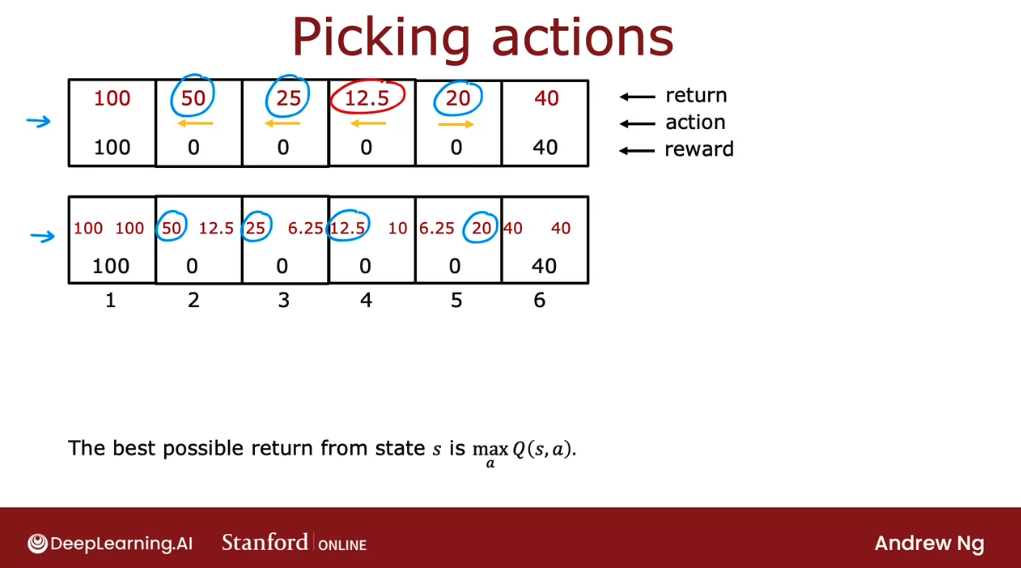 Picking actions
100 50 25 12.5 20 40 ← return
← ← ← → ← action
100 0 0 0 0 40 ← reward
100 100 50 12.5 25 6.25 12.5 10 6.25 20 40 40
100 0 0 0 0 40
1 2 3 4 5 6
The best possible return from state s is max Q(s, a).
a
DeepLearning.AI Stanford ONLINE Andrew Ng